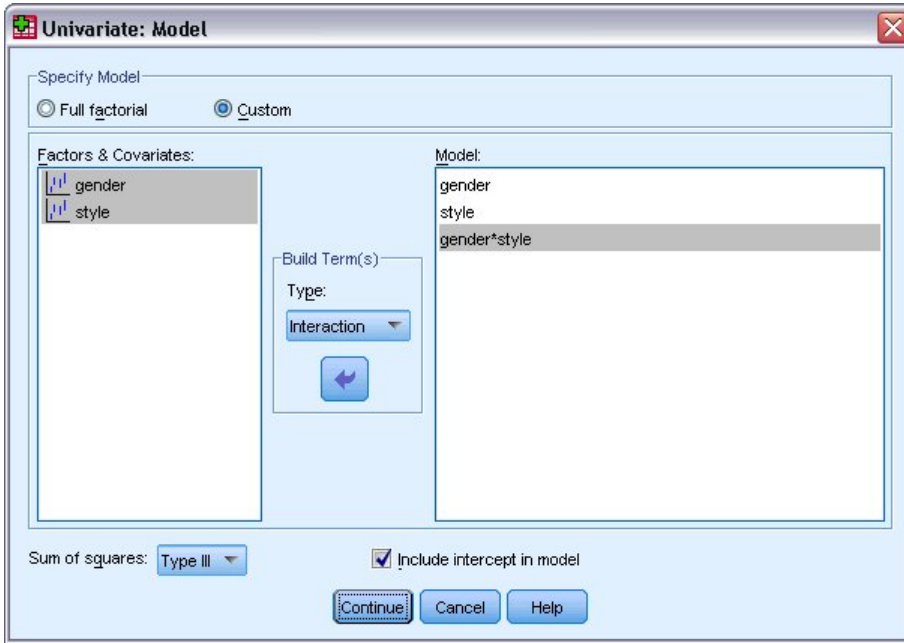 Univariate: Model
Specify Model
Full factorial
Custom
Factors & Covariates:
gender
style
Build Term(s)
Type:
Interaction
Model:
gender
style
gender*style
Sum of squares: Type III
Include intercept in model
Continue Cancel Help